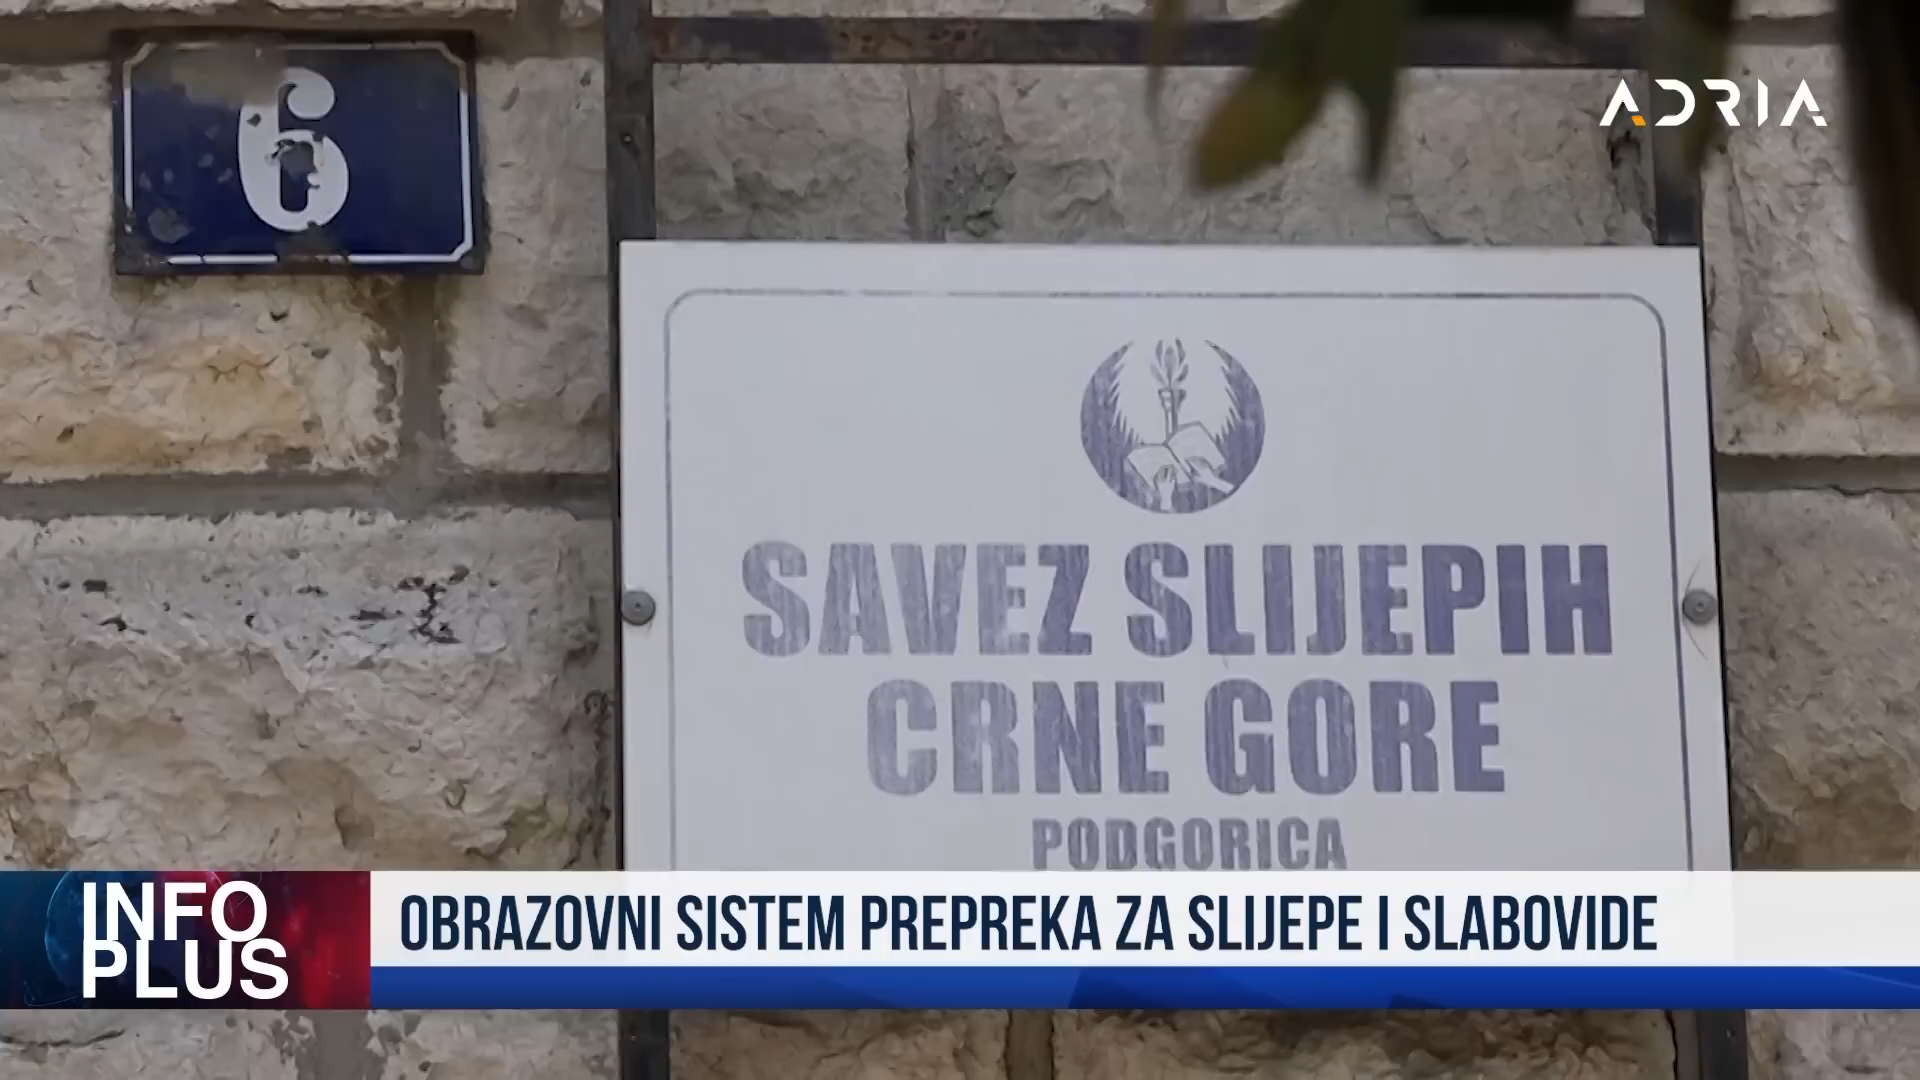 6
ADRIA
SAVEZ SLIJEPIH
CRNE GORE
PODGORICA
INFO
PLUS
OBRAZOVNI SISTEM PREPREKA ZA SLIJEPE I SLABOVIDE